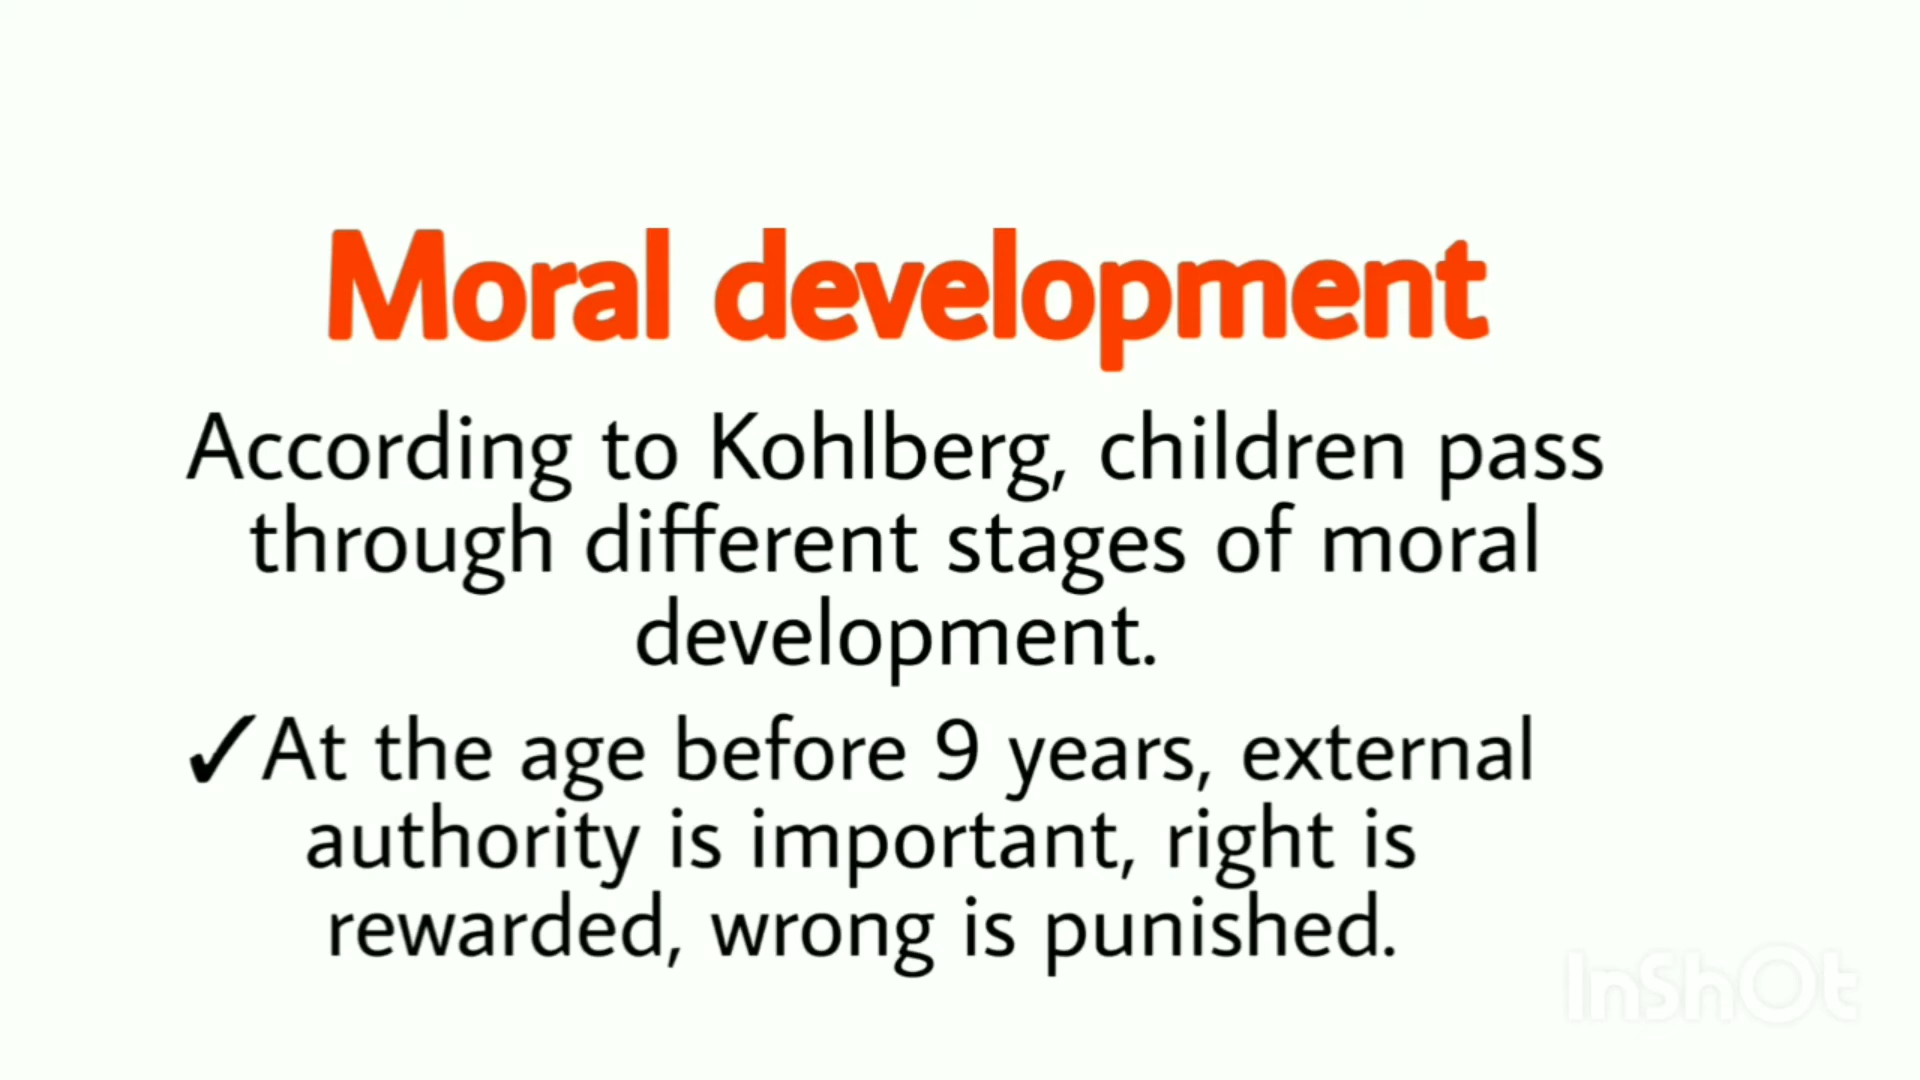 Moral development
According to Kohlberg, children pass
through different stages of moral
development.
✓At the age before 9 years, external
authority is important, right is
rewarded, wrong is punished.
InShOt